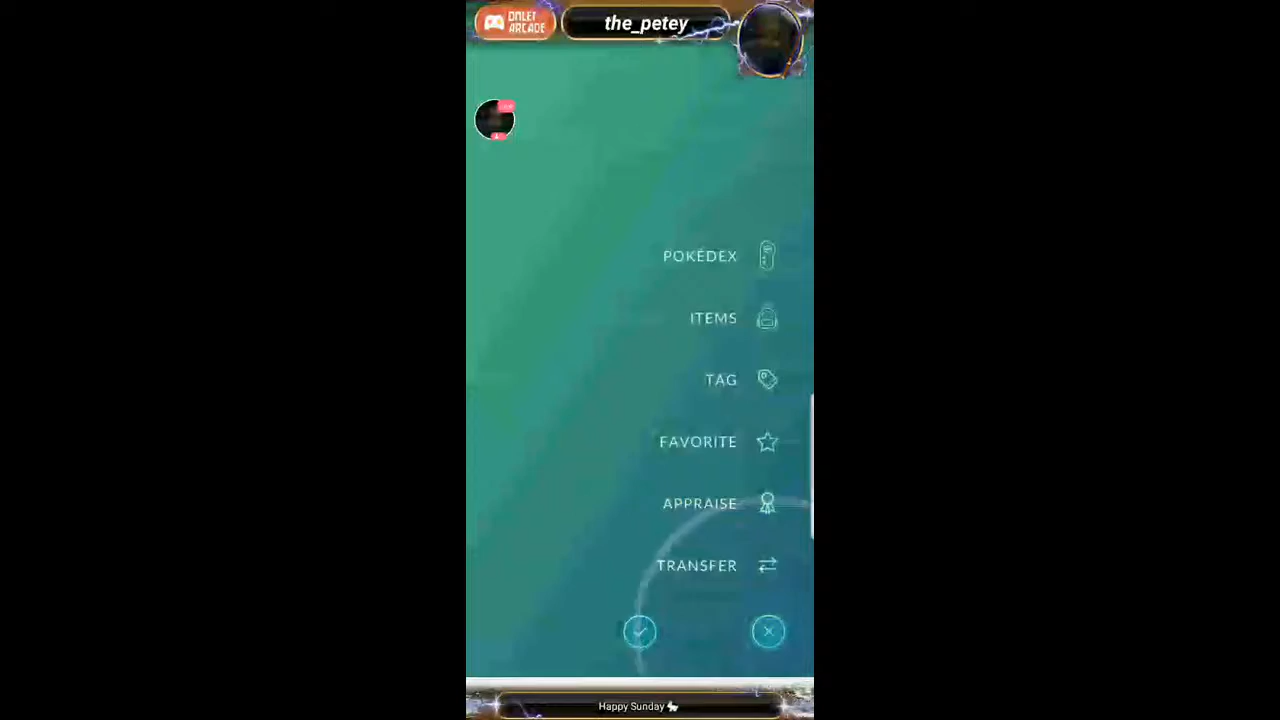 OMLET
ARCADE
the_petey
POKÉDEX
ITEMS
TAG
FAVORITE
APPRAISE
TRANSFER
Happy Sunday 🐇